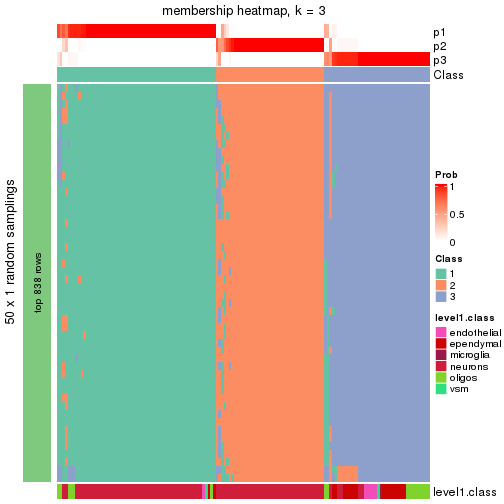 membership heatmap, k = 3
p1
p2
p3
Class
50 x 1 random samplings
top 838 rows
Prob
1
0.5
0
Class
1
2
3
level1.class
endothelial
ependymal
microglia
neurons
oligos
vsm
level1.class